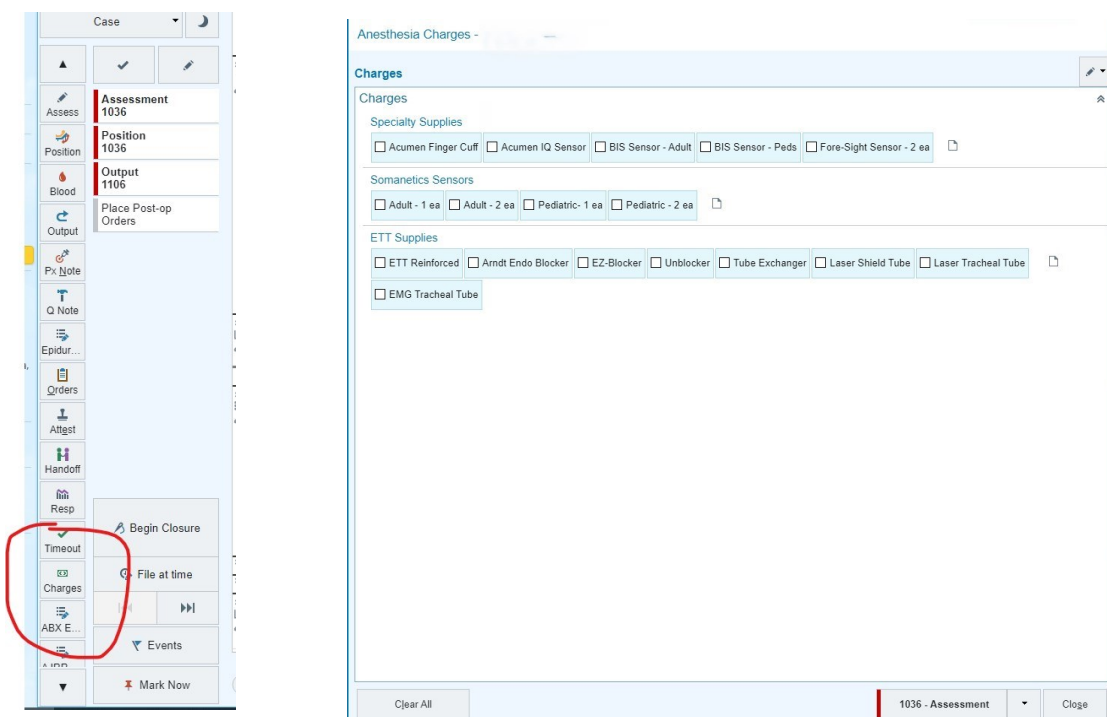 Case
Assess
Position
Blood
Output
Px Note
Q Note
Epidur...
Orders
Attest
Handoff
Resp
Timeout
Charges
ABX E...
Assessment
1036
Position
1036
Output
1106
Place Post-op
Orders
Begin Closure
File at time
Events
Mark Now
Anesthesia Charges -
Charges
Charges
Specialty Supplies
Acumen Finger Cuff Acumen IQ Sensor BIS Sensor - Adult BIS Sensor - Peds Fore-Sight Sensor - 2 ea
Somanetics Sensors
Adult - 1 ea Adult - 2 ea Pediatric- 1 ea Pediatric - 2 ea
ETT Supplies
ETT Reinforced Arndt Endo Blocker EZ-Blocker Unblocker Tube Exchanger Laser Shield Tube Laser Tracheal Tube
EMG Tracheal Tube
Clear All 1036 - Assessment Close